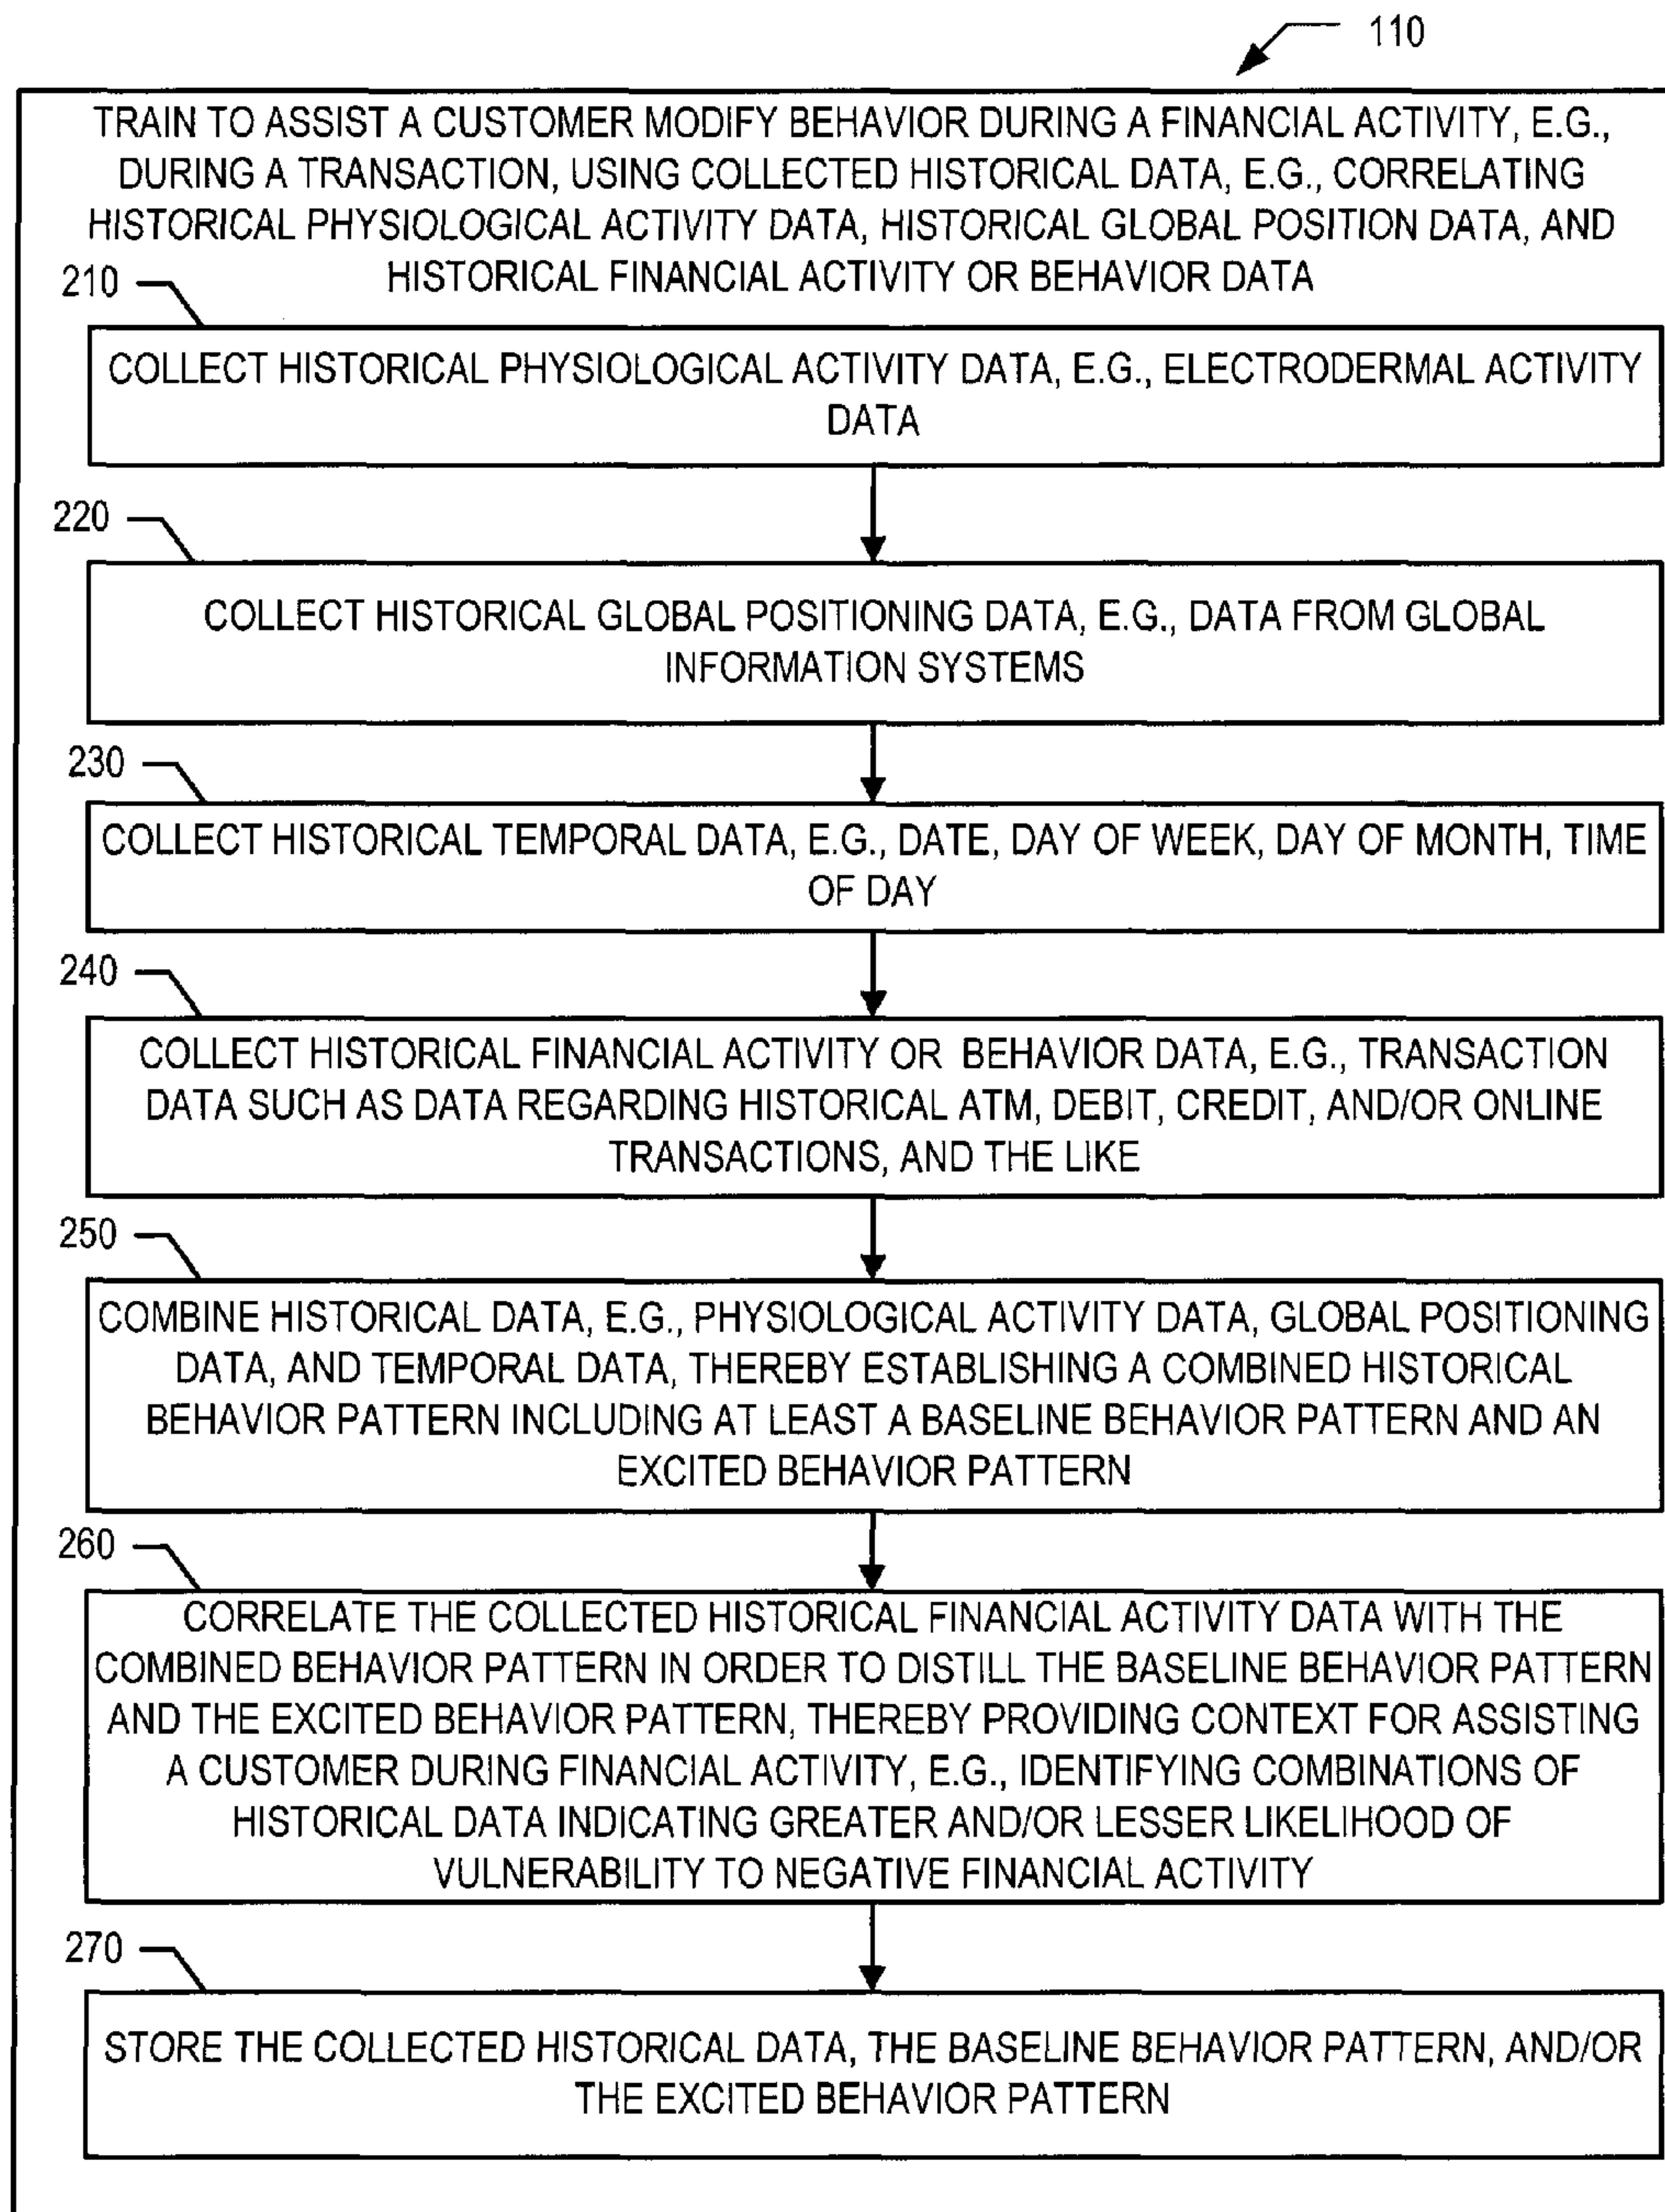 110
TRAIN TO ASSIST A CUSTOMER MODIFY BEHAVIOR DURING A FINANCIAL ACTIVITY, E.G.,
DURING A TRANSACTION, USING COLLECTED HISTORICAL DATA, E.G., CORRELATING
HISTORICAL PHYSIOLOGICAL ACTIVITY DATA, HISTORICAL GLOBAL POSITION DATA, AND
HISTORICAL FINANCIAL ACTIVITY OR BEHAVIOR DATA
210
COLLECT HISTORICAL PHYSIOLOGICAL ACTIVITY DATA, E.G., ELECTRODERMAL ACTIVITY
DATA
220
COLLECT HISTORICAL GLOBAL POSITIONING DATA, E.G., DATA FROM GLOBAL
INFORMATION SYSTEMS
230
COLLECT HISTORICAL TEMPORAL DATA, E.G., DATE, DAY OF WEEK, DAY OF MONTH, TIME
OF DAY
240
COLLECT HISTORICAL FINANCIAL ACTIVITY OR BEHAVIOR DATA, E.G., TRANSACTION
DATA SUCH AS DATA REGARDING HISTORICAL ATM, DEBIT, CREDIT, AND/OR ONLINE
TRANSACTIONS, AND THE LIKE
250
COMBINE HISTORICAL DATA, E.G., PHYSIOLOGICAL ACTIVITY DATA, GLOBAL POSITIONING
DATA, AND TEMPORAL DATA, THEREBY ESTABLISHING A COMBINED HISTORICAL
BEHAVIOR PATTERN INCLUDING AT LEAST A BASELINE BEHAVIOR PATTERN AND AN
EXCITED BEHAVIOR PATTERN
260
CORRELATE THE COLLECTED HISTORICAL FINANCIAL ACTIVITY DATA WITH THE
COMBINED BEHAVIOR PATTERN IN ORDER TO DISTILL THE BASELINE BEHAVIOR PATTERN
AND THE EXCITED BEHAVIOR PATTERN, THEREBY PROVIDING CONTEXT FOR ASSISTING
A CUSTOMER DURING FINANCIAL ACTIVITY, E.G., IDENTIFYING COMBINATIONS OF
HISTORICAL DATA INDICATING GREATER AND/OR LESSER LIKELIHOOD OF
VULNERABILITY TO NEGATIVE FINANCIAL ACTIVITY
270
STORE THE COLLECTED HISTORICAL DATA, THE BASELINE BEHAVIOR PATTERN, AND/OR
THE EXCITED BEHAVIOR PATTERN